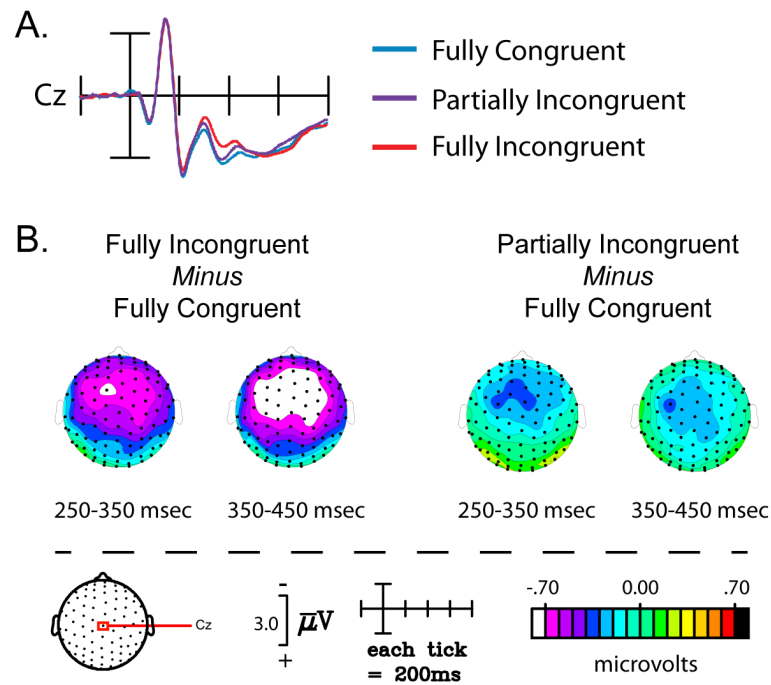 A.
Cz
Fully Congruent
Partially Incongruent
Fully Incongruent
B.
Fully Incongruent
Minus
Fully Congruent
Partially Incongruent
Minus
Fully Congruent
250-350 msec
350-450 msec
250-350 msec
350-450 msec
Cz
-
3.0 μV
+
each tick
= 200ms
-.70 0.00 .70
microvolts